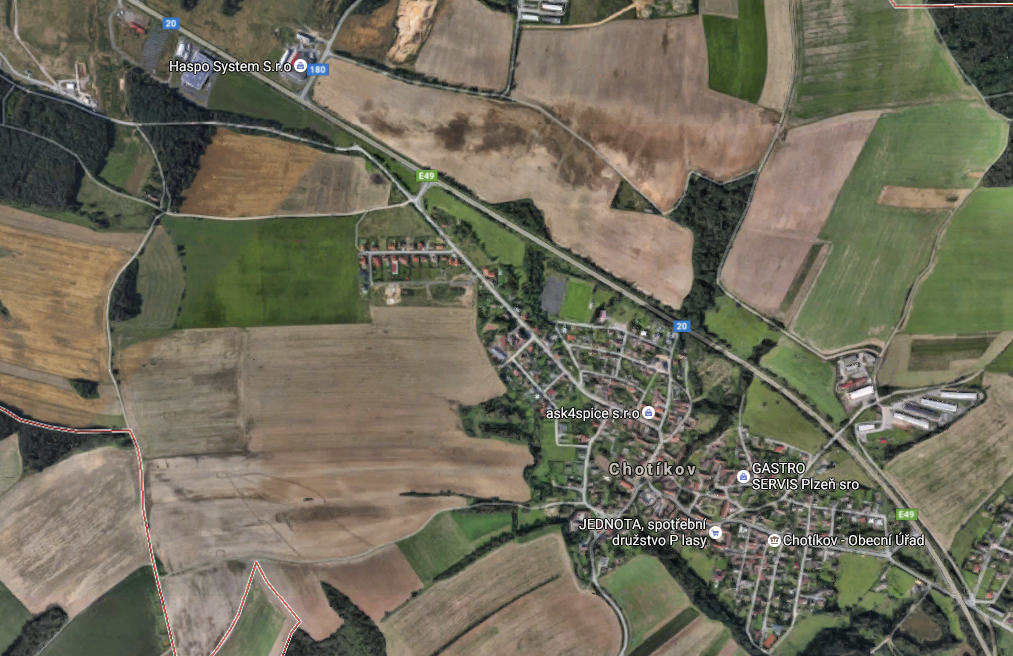 20
Haspo System S.r.o
180
E49
20
ask4spice s.r.o
Chotíkov
GASTRO
SERVIS Plzeň sro
E49
JEDNOTA, spotřební
družstvo P lasy
Chotíkov - Obecní Úřad